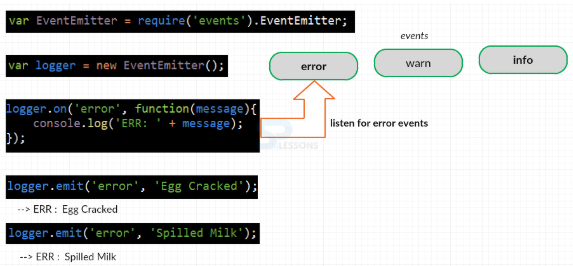 var EventEmitter = require('events').EventEmitter;
events
var logger = new EventEmitter();
error
warn
info
logger.on('error', function(message){
console.log('ERR: ' + message);
});
listen for error events
LESSONS
logger.emit('error', 'Egg Cracked');
--> ERR : Egg Cracked
logger.emit('error', 'Spilled Milk');
--> ERR : Spilled Milk